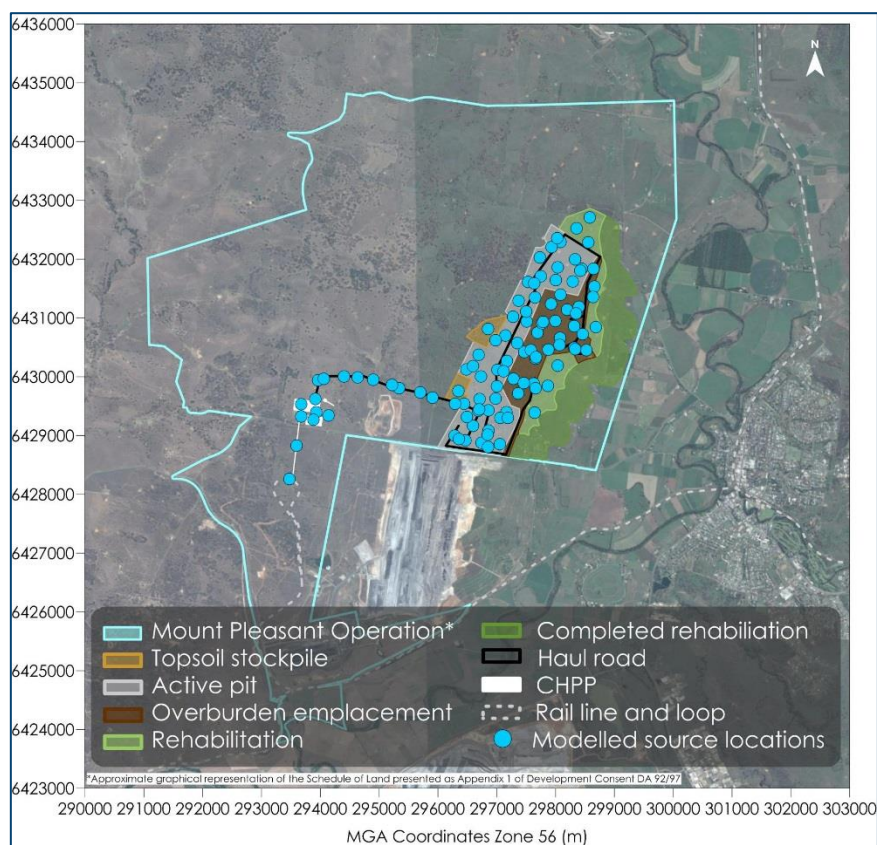 6436000
6435000
6434000
6433000
6432000
6431000
6430000
6429000
6428000
6427000
6426000
6425000
6424000
6423000
N
Mount Pleasant Operation*
Topsoil stockpile
Active pit
Overburden emplacement
Rehabilitation
Completed rehabiliation
Haul road
CHPP
Rail line and loop
Modelled source locations
*Approximate graphical representation of the Schedule of Land presented as Appendix 1 of Development Consent DA 92/97
290000 291000 292000 293000 294000 295000 296000 297000 298000 299000 300000 301000 302000 303000
MGA Coordinates Zone 56 (m)